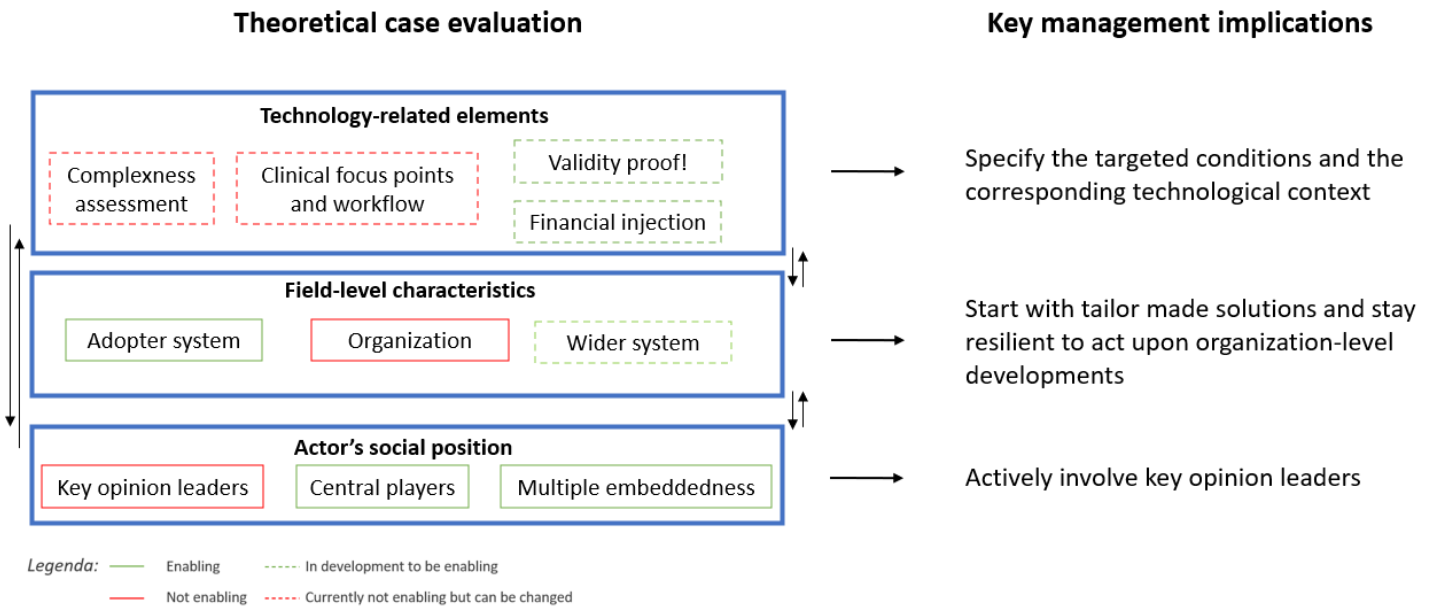 Theoretical case evaluation
Key management implications
Technology-related elements
Complexness
assessment
Clinical focus points
and workflow
Validity proof!
Financial injection
Specify the targeted conditions and the
corresponding technological context
Field-level characteristics
Adopter system
Organization
Wider system
Start with tailor made solutions and stay
resilient to act upon organization-level
developments
Actor’s social position
Key opinion leaders
Central players
Multiple embeddedness
Actively involve key opinion leaders
Legenda:
Enabling
In development to be enabling
Not enabling
Currently not enabling but can be changed